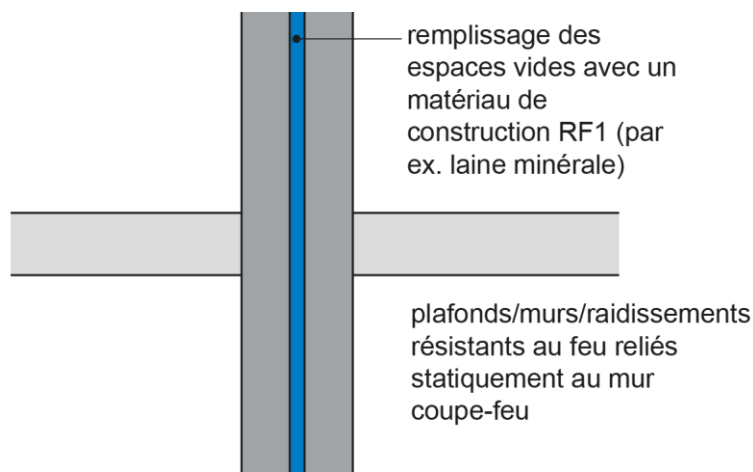 remplissage des
espaces vides avec un
matériau de
construction RF1 (par
ex. laine minérale)
plafonds/murs/raidissements
résistants au feu reliés
statiquement au mur
coupe-feu